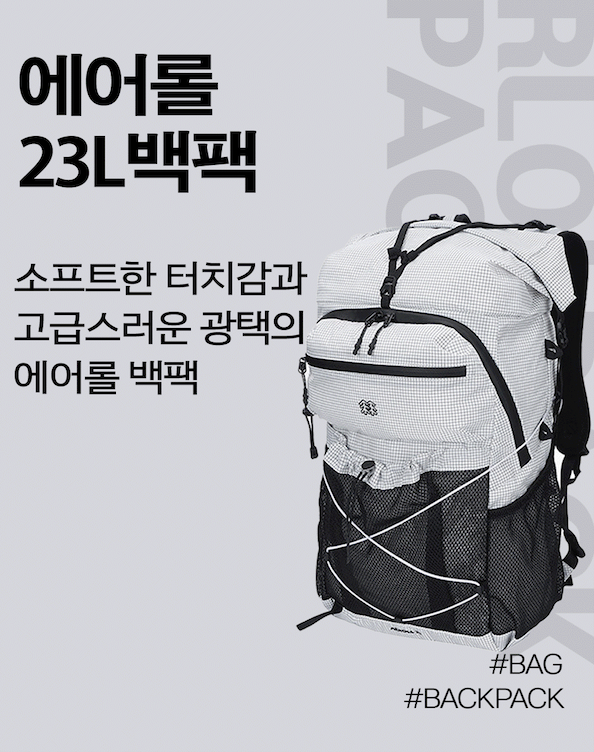 에어롤
23L백팩
소프트한 터치감과
고급스러운 광택의
에어롤 백팩
#BAG
#BACKPACK